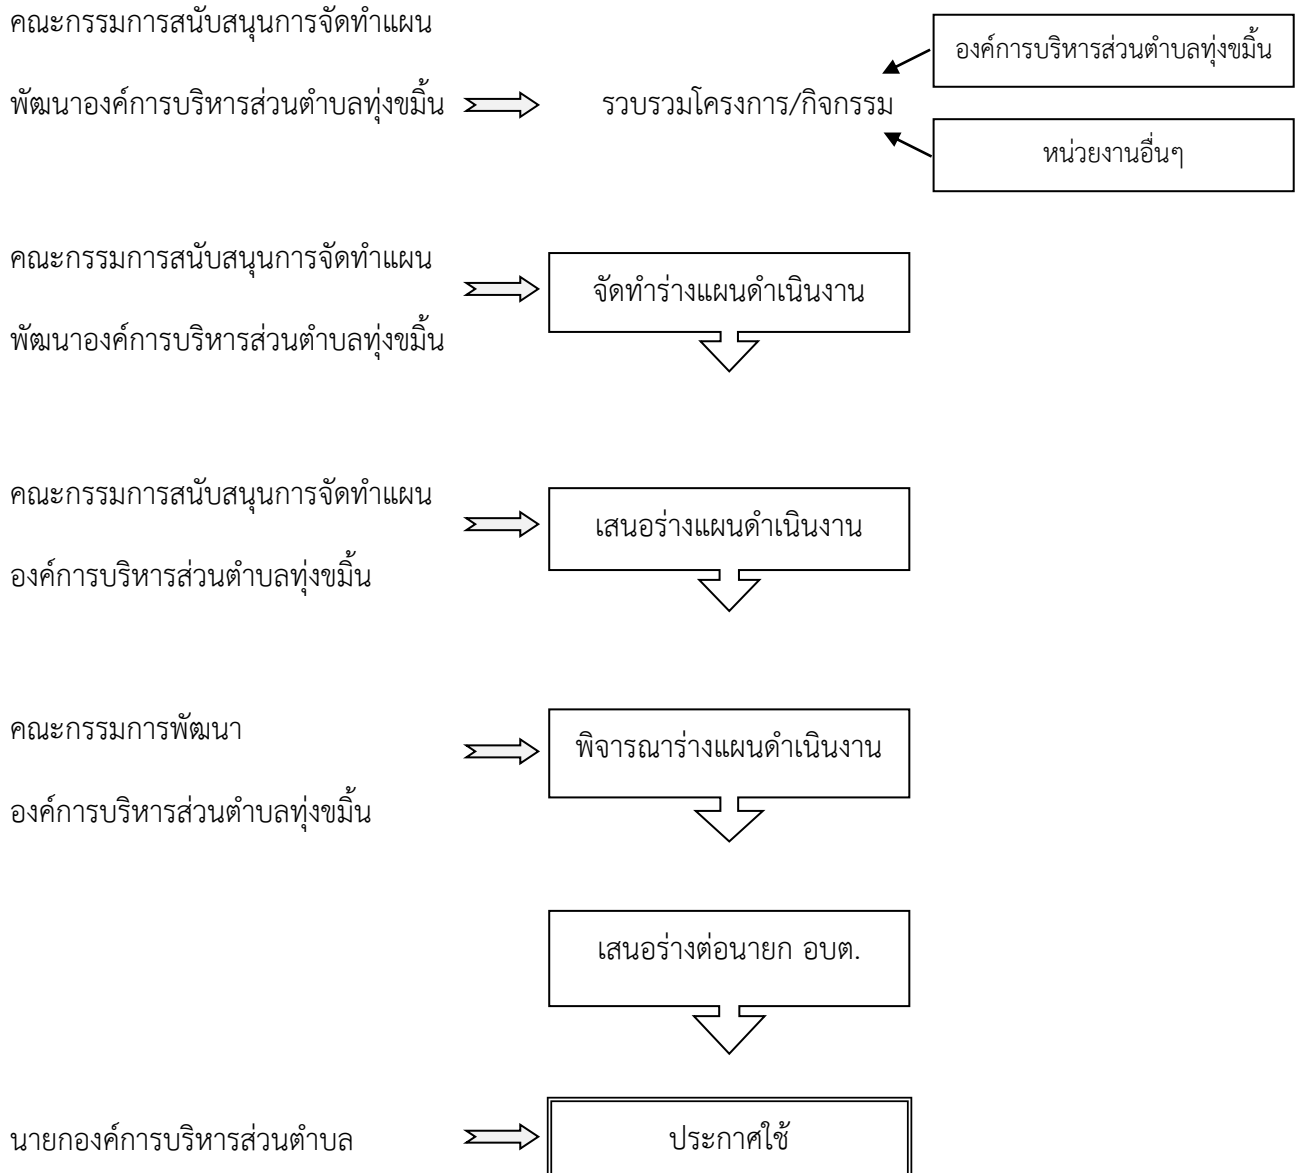 คณะกรรมการสนับสนุนการจัดทำแผน
พัฒนาองค์การบริหารส่วนตำบลทุ่งขมิ้น
รวบรวมโครงการ/กิจกรรม
องค์การบริหารส่วนตำบลทุ่งขมิ้น
หน่วยงานอื่นๆ
คณะกรรมการสนับสนุนการจัดทำแผน
พัฒนาองค์การบริหารส่วนตำบลทุ่งขมิ้น
จัดทำร่างแผนดำเนินงาน
คณะกรรมการสนับสนุนการจัดทำแผน
องค์การบริหารส่วนตำบลทุ่งขมิ้น
เสนอร่างแผนดำเนินงาน
คณะกรรมการพัฒนา
องค์การบริหารส่วนตำบลทุ่งขมิ้น
พิจารณาร่างแผนดำเนินงาน
เสนอร่างต่อนายก อบต.
นายกองค์การบริหารส่วนตำบล
ประกาศใช้